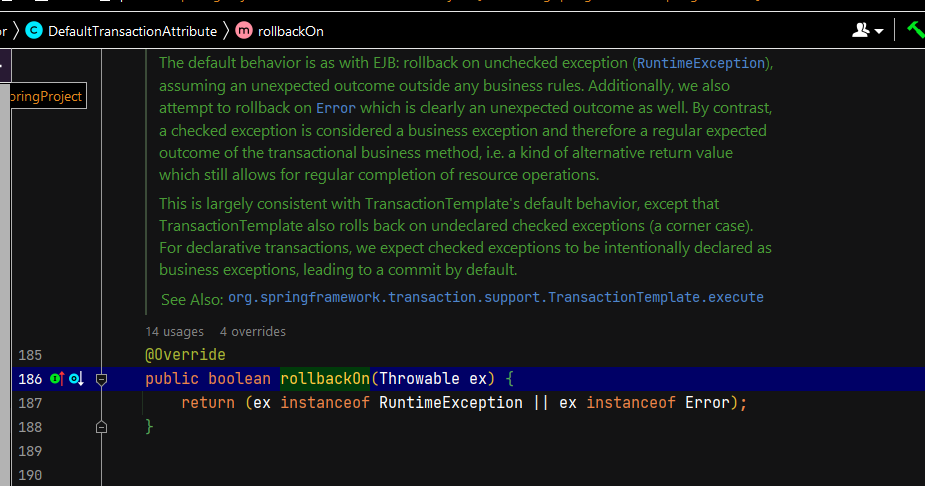 or > C DefaultTransactionAttribute > m rollbackOn
pringProject
The default behavior is as with EJB: rollback on unchecked exception (RuntimeException),
assuming an unexpected outcome outside any business rules. Additionally, we also
attempt to rollback on Error which is clearly an unexpected outcome as well. By contrast,
a checked exception is considered a business exception and therefore a regular expected
outcome of the transactional business method, i.e. a kind of alternative return value
which still allows for regular completion of resource operations.
This is largely consistent with TransactionTemplate's default behavior, except that
TransactionTemplate also rolls back on undeclared checked exceptions (a corner case).
For declarative transactions, we expect checked exceptions to be intentionally declared as
business exceptions, leading to a commit by default.
See Also: org.springframework.transaction.support.TransactionTemplate.execute
14 usages 4 overrides
185 @Override
186 public boolean rollbackOn(Throwable ex) {
187 return (ex instanceof RuntimeException || ex instanceof Error);
188 }
189
190